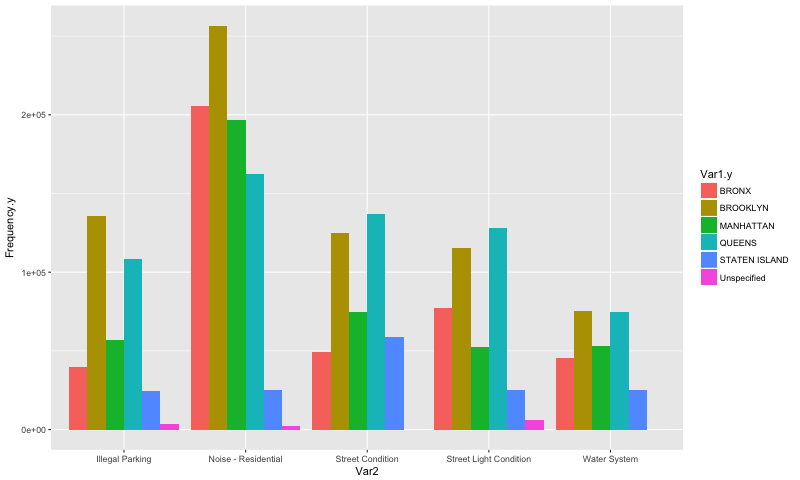 Frequency.y
2e+05
1e+05
0e+00
Illegal Parking
Noise - Residential
Street Condition
Street Light Condition
Water System
Var2
Var1.y
BRONX
BROOKLYN
MANHATTAN
QUEENS
STATEN ISLAND
Unspecified